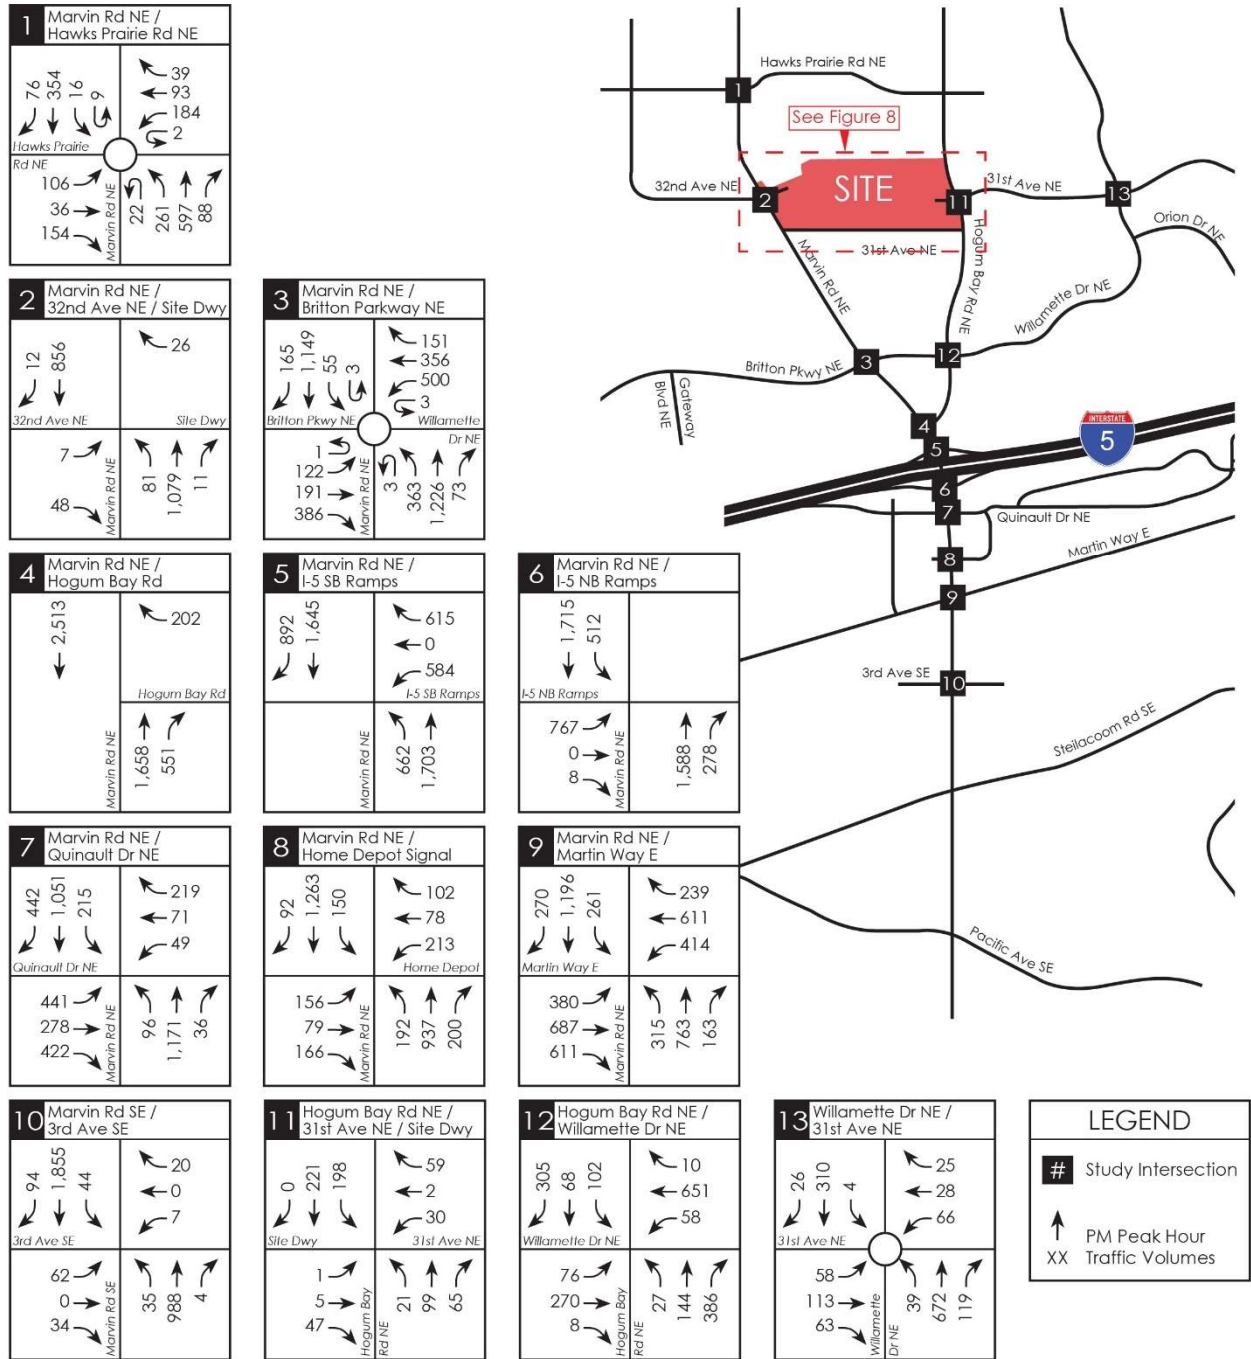 1 Marvin Rd NE /
Hawks Prairie Rd NE
76 354 16 9
39
93
184
2
Hawks Prairie
Rd NE
106
36
154
Marvin Rd NE
22 261 597 88
2 Marvin Rd NE /
32nd Ave NE / Site Dwy
12 856
26
32nd Ave NE
Site Dwy
7
48
Marvin Rd NE
81 1,079 11
3 Marvin Rd NE /
Britton Parkway NE
165 1,149 55 3
151
356
500
3
Britton Pkwy NE
Willamette
Dr NE
1
122
191
386
Marvin Rd NE
3 363 1,226 73
4 Marvin Rd NE /
Hogum Bay Rd
2,513
202
Hogum Bay Rd
Marvin Rd NE
1,658 551
5 Marvin Rd NE /
I-5 SB Ramps
892 1,645
615
0
584
I-5 SB Ramps
Marvin Rd NE
662 1,703
6 Marvin Rd NE /
I-5 NB Ramps
1,715 512
I-5 NB Ramps
767
0
8
Marvin Rd NE
1,588 278
7 Marvin Rd NE /
Quinault Dr NE
442 1,051 215
219
71
49
Quinault Dr NE
441
278
422
Marvin Rd NE
96 1,171 36
8 Marvin Rd NE /
Home Depot Signal
92 1,263 150
102
78
213
Home Depot
156
79
166
Marvin Rd NE
192 937 200
9 Marvin Rd NE /
Martin Way E
270 1,196 261
239
611
414
Martin Way E
380
687
611
Marvin Rd NE
315 763 163
10 Marvin Rd SE /
3rd Ave SE
94 1,855 44
20
0
7
3rd Ave SE
62
0
34
Marvin Rd SE
35 988 4
11 Hogum Bay Rd NE /
31st Ave NE / Site Dwy
0 221 198
59
2
30
Site Dwy
31st Ave NE
1
5
47
Hogum Bay
Rd NE
21 99 65
12 Hogum Bay Rd NE /
Willamette Dr NE
305 68 102
10
651
58
Willamette Dr NE
76
270
8
Hogum Bay
Rd NE
27 144 386
13 Willamette Dr NE /
31st Ave NE
26 310 4
25
28
66
31st Ave NE
58
113
63
Willamette
Dr NE
39 672 119
LEGEND
# Study Intersection
XX PM Peak Hour
Traffic Volumes
Hawks Prairie Rd NE
1
See Figure 8
32nd Ave NE
2
SITE
11
31st Ave NE
13
Orion Dr NE
31st Ave NE
Marvin Rd NE
Hogum Bay Rd NE
Willamette Dr NE
Britton Pkwy NE
3
12
Gateway
Blvd NE
4
5
INTERSTATE
5
6
7
Quinault Dr NE
8
Martin Way E
9
3rd Ave SE
10
Steilacoom Rd SE
Pacific Ave SE